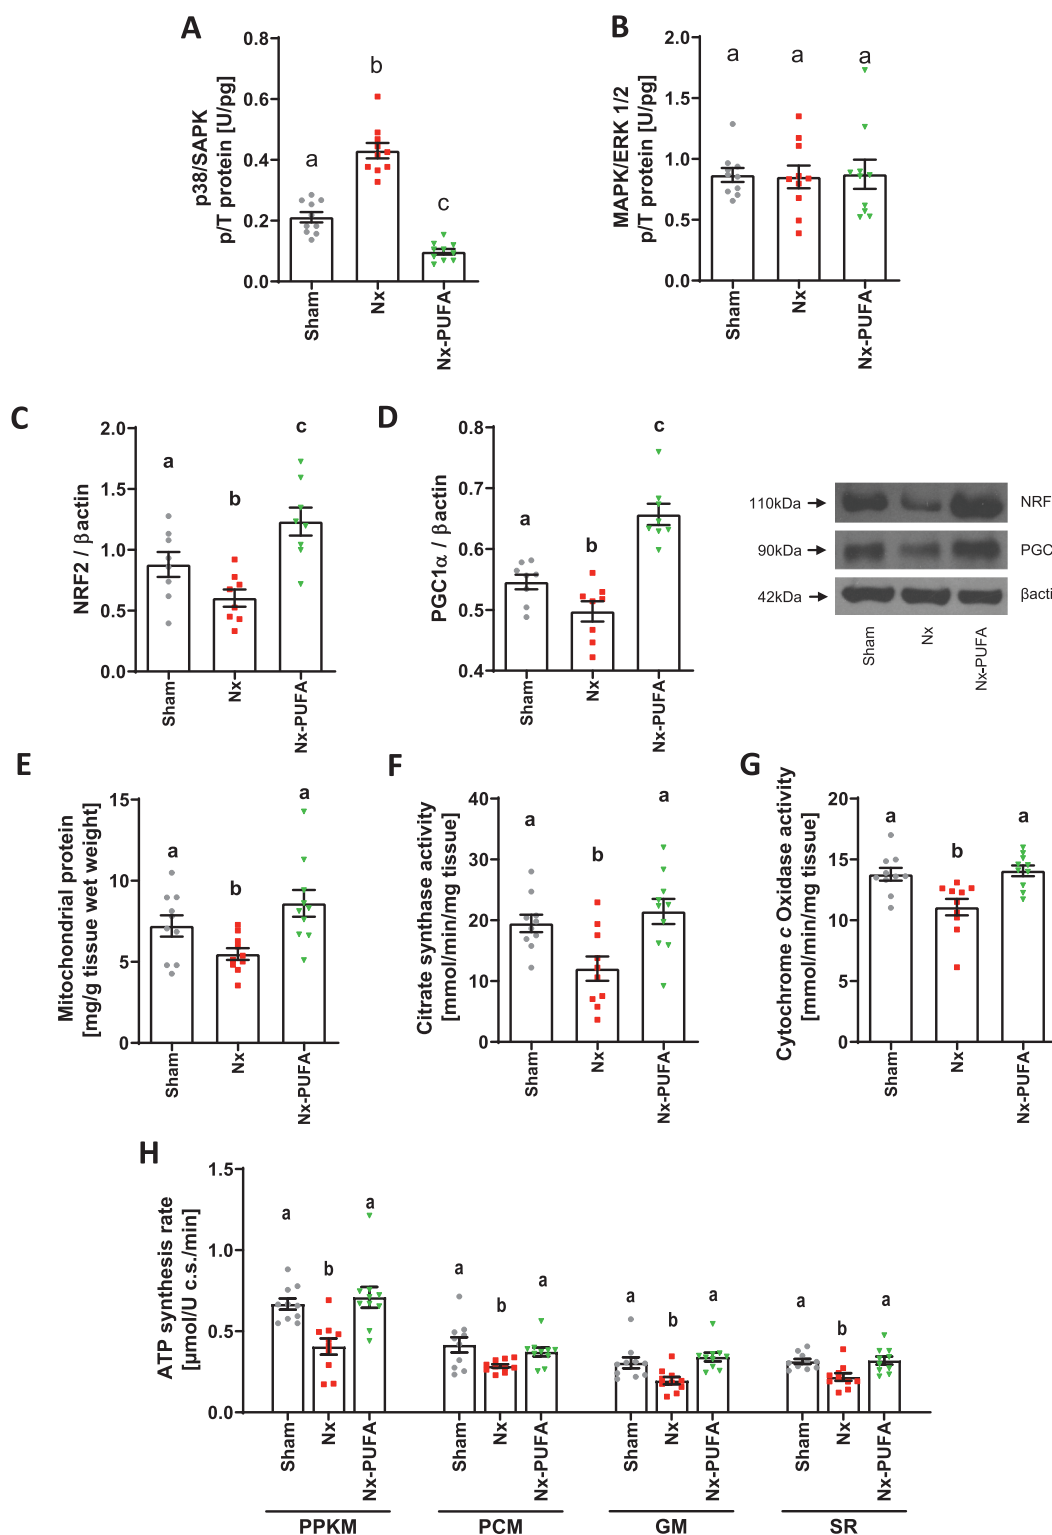 A
p38/SAPK
p/T protein [U/pg]
0.8
0.6
0.4
0.2
0.0
a
b
c
Sham
Nx
Nx-PUFA
B
MAPK/ERK 1/2
p/T protein [U/pg]
2.0
1.5
1.0
0.5
0.0
a
a
a
Sham
Nx
Nx-PUFA
C
NRF2 / βactin
2.0
1.5
1.0
0.5
0.0
a
b
c
Sham
Nx
Nx-PUFA
D
PGC1α / βactin
0.8
0.7
0.6
0.5
0.4
a
b
c
Sham
Nx
Nx-PUFA
110kDa
NRF
90kDa
PGC
42kDa
βacti
Sham
Nx
Nx-PUFA
E
Mitochondrial protein
[mg/g tissue wet weight]
15
10
5
0
a
b
a
Sham
Nx
Nx-PUFA
F
Citrate synthase activity
[mmol/min/mg tissue]
40
30
20
10
0
a
b
a
Sham
Nx
Nx-PUFA
G
Cytochrome c Oxidase activity
[mmol/min/mg tissue]
20
15
10
5
0
a
b
a
Sham
Nx
Nx-PUFA
H
ATP synthesis rate
[µmol/U c.s./min]
1.5
1.0
0.5
0.0
a
b
a
a
b
a
a
b
a
a
b
a
Sham
Nx
Nx-PUFA
Sham
Nx
Nx-PUFA
Sham
Nx
Nx-PUFA
Sham
Nx
Nx-PUFA
PPKM
PCM
GM
SR